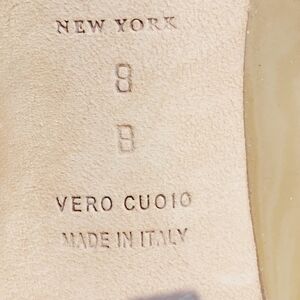 NEW YORK
8
B
VERO CUOIO
MADE IN ITALY